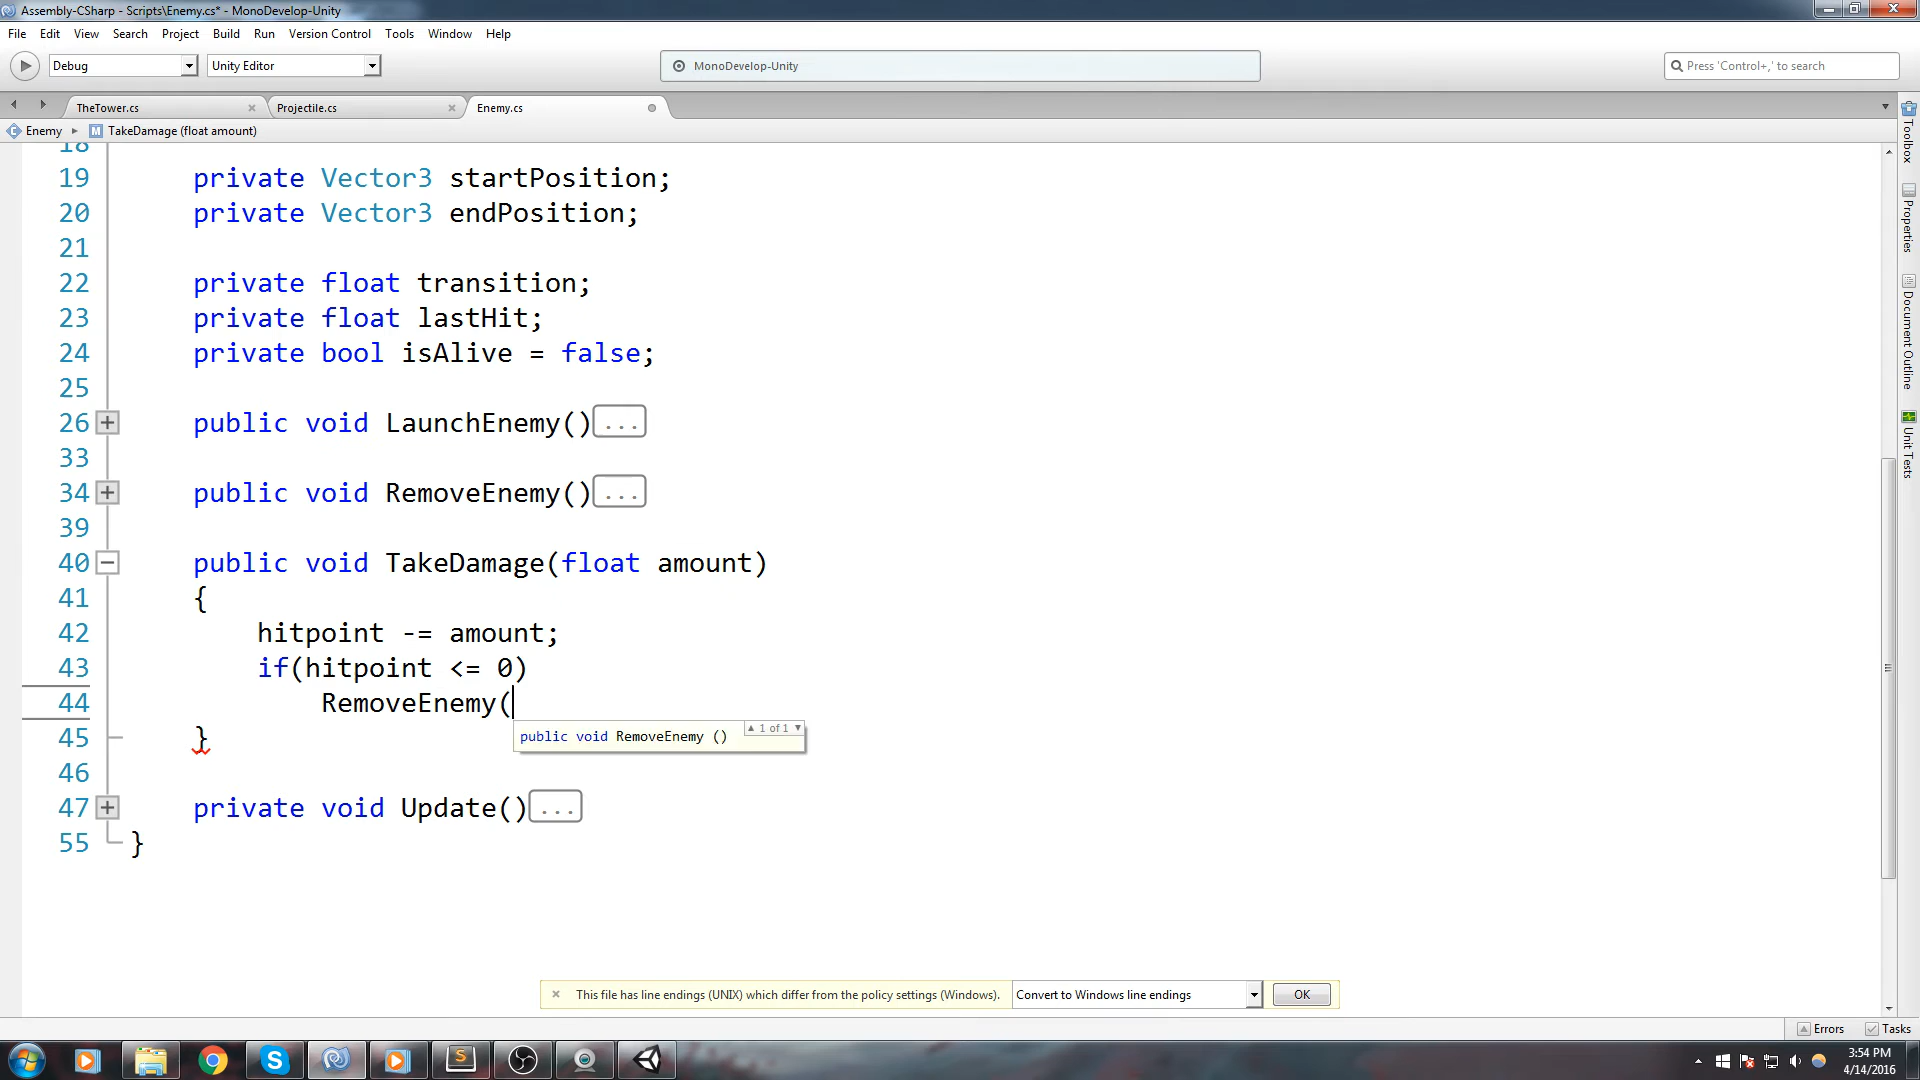 Assembly-CSharp - Scripts\Enemy.cs* - MonoDevelop-Unity
File Edit View Search Project Build Run Version Control Tools Window Help
Debug Unity Editor MonoDevelop-Unity Press 'Control+,' to search
TheTower.cs Projectile.cs Enemy.cs
Enemy TakeDamage (float amount)
18
19 private Vector3 startPosition;
20 private Vector3 endPosition;
21
22 private float transition;
23 private float lastHit;
24 private bool isAlive = false;
25
26 public void LaunchEnemy()...
33
34 public void RemoveEnemy()...
39
40 public void TakeDamage(float amount)
41 {
42 hitpoint -= amount;
43 if(hitpoint <= 0)
44 RemoveEnemy(
1 of 1
public void RemoveEnemy ()
45 }
46
47 private void Update()...
55 }
Toolbox
Properties
Document Outline
Unit Tests
This file has line endings (UNIX) which differ from the policy settings (Windows). Convert to Windows line endings OK
Errors Tasks
3:54 PM
4/14/2016